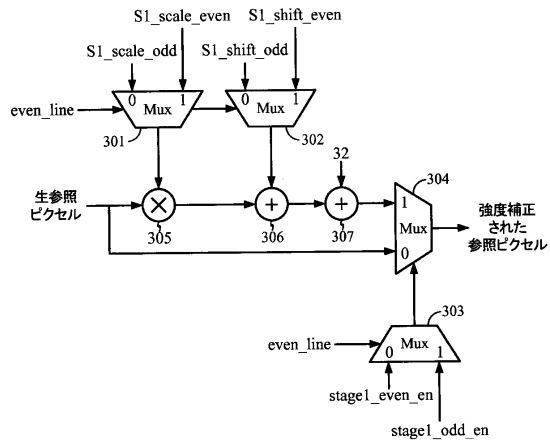 S1_scale_even
S1_shift_even
S1_scale_odd
S1_shift_odd
even_line
0
1
Mux
301
0
1
Mux
302
32
304
生参照
ピクセル
305
306
307
1
Mux
0
強度補正
された
参照ピクセル
303
even_line
0
Mux
1
stage1_even_en
stage1_odd_en